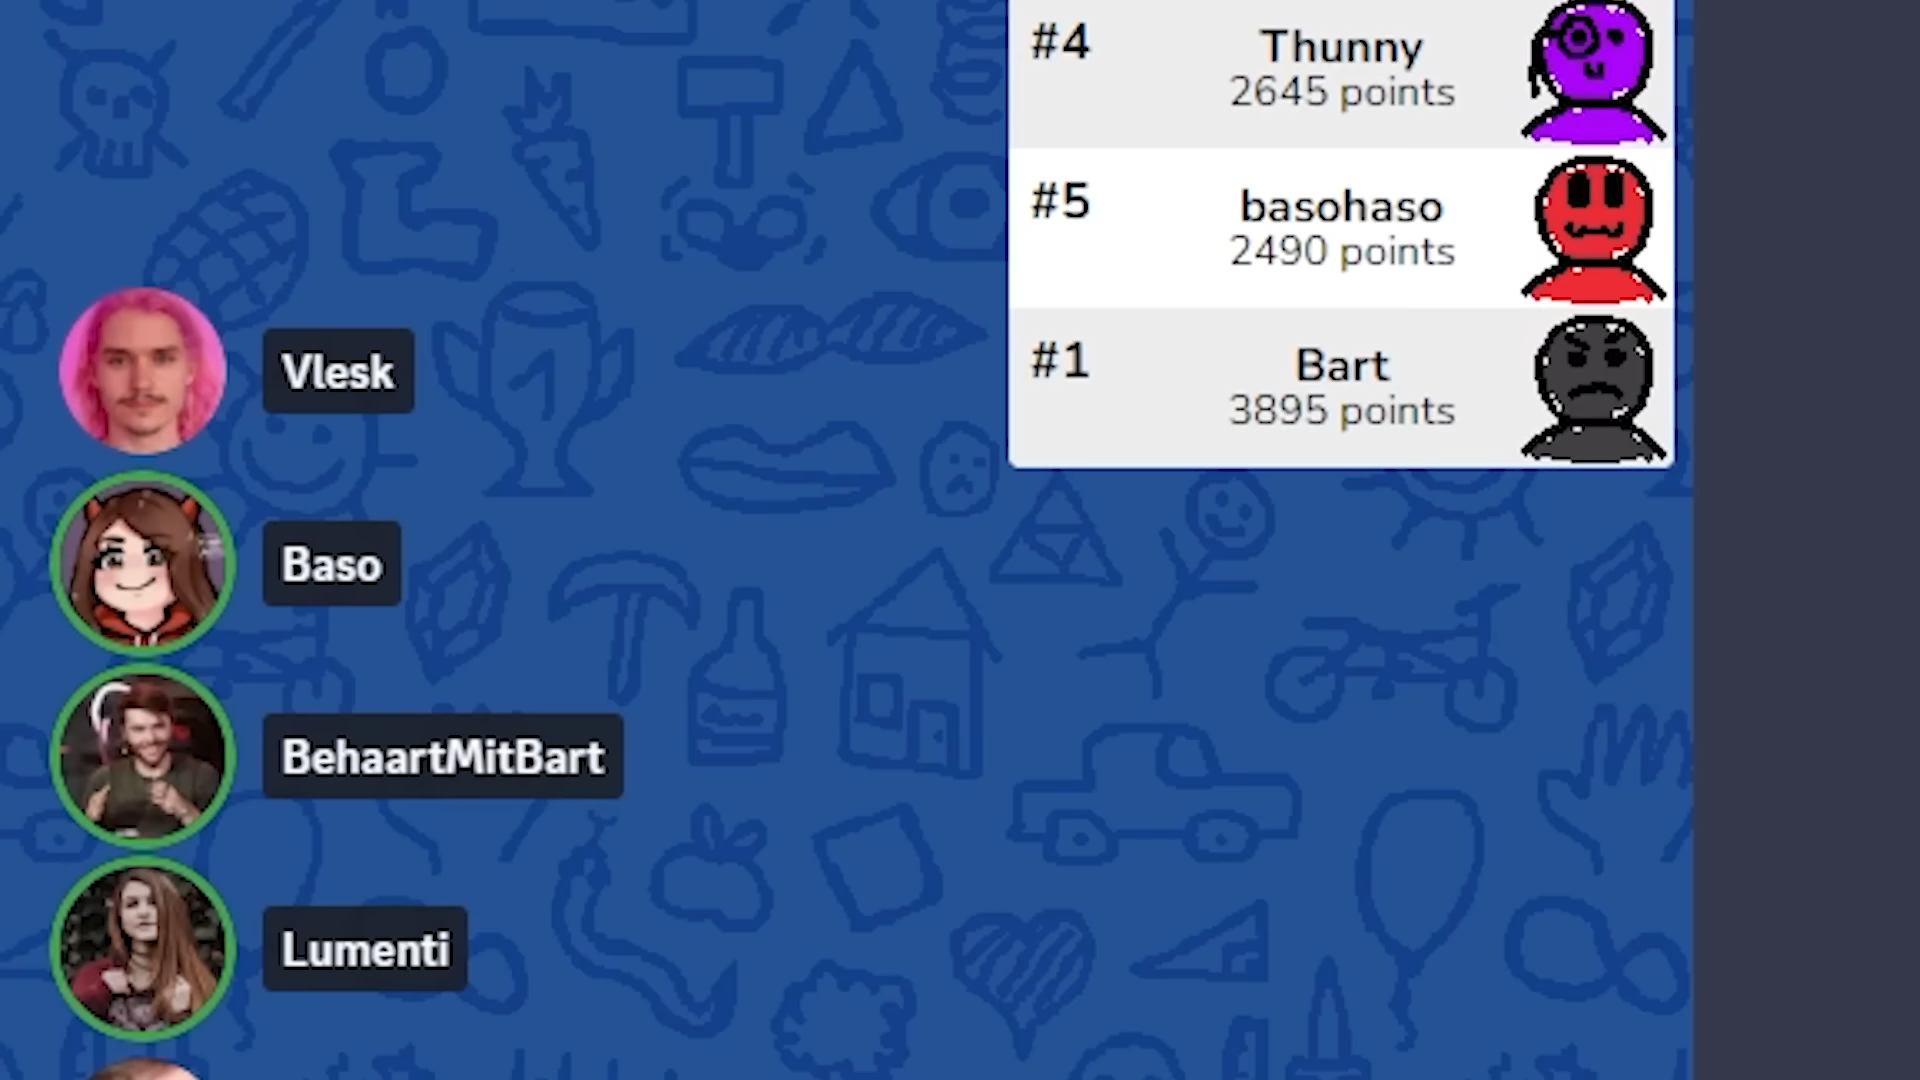 #4
Thunny
2645 points
#5
basohaso
2490 points
#1
Bart
3895 points
Vlesk
Baso
BehaartMitBart
Lumenti